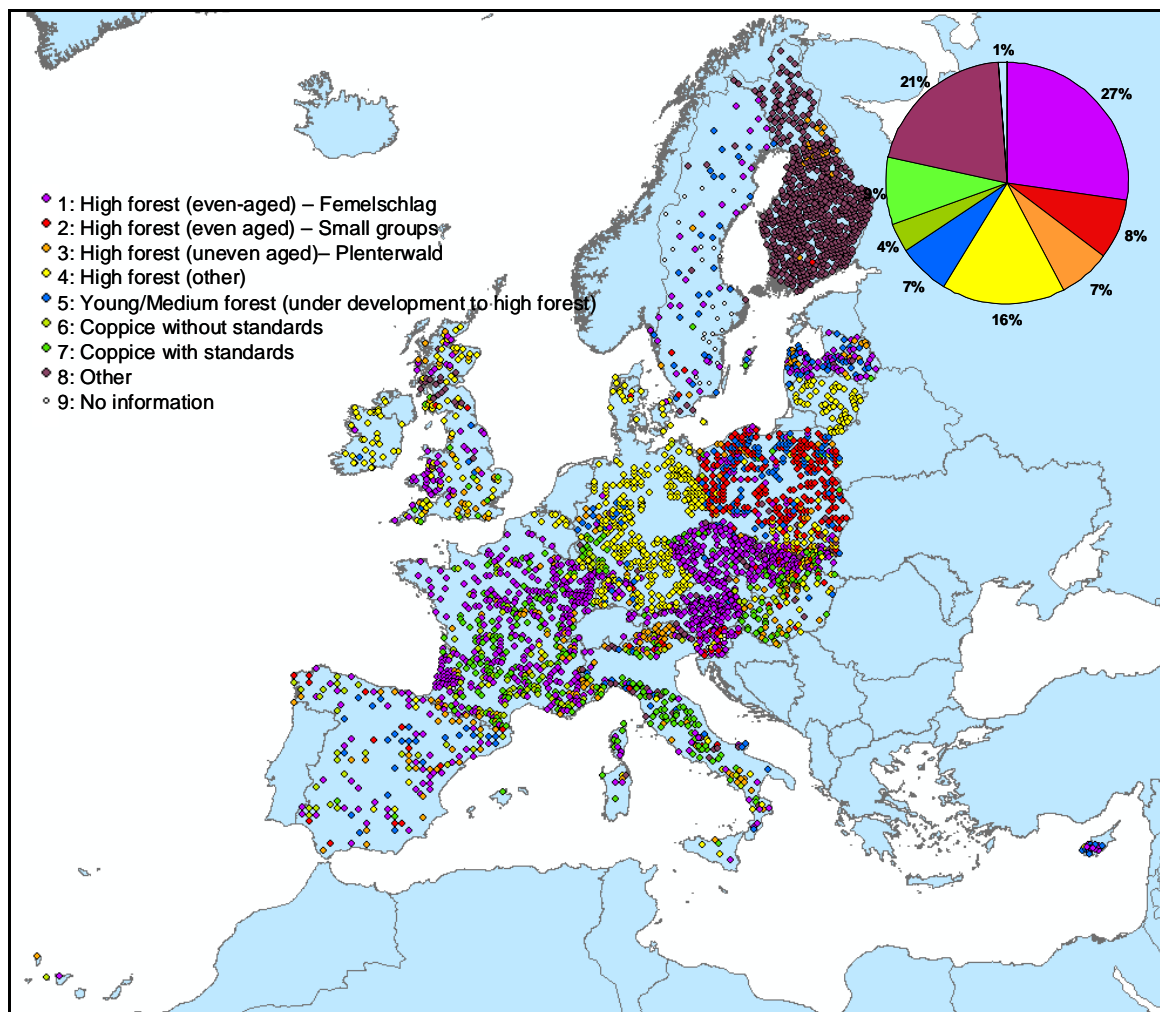 1%
21%
27%
1: High forest (even-aged) – Femelschlag
2: High forest (even aged) – Small groups
3: High forest (uneven aged)– Plenterwald
4: High forest (other)
5: Young/Medium forest (under development to high forest)
6: Coppice without standards
7: Coppice with standards
8: Other
9: No information
4%
8%
7%
7%
16%